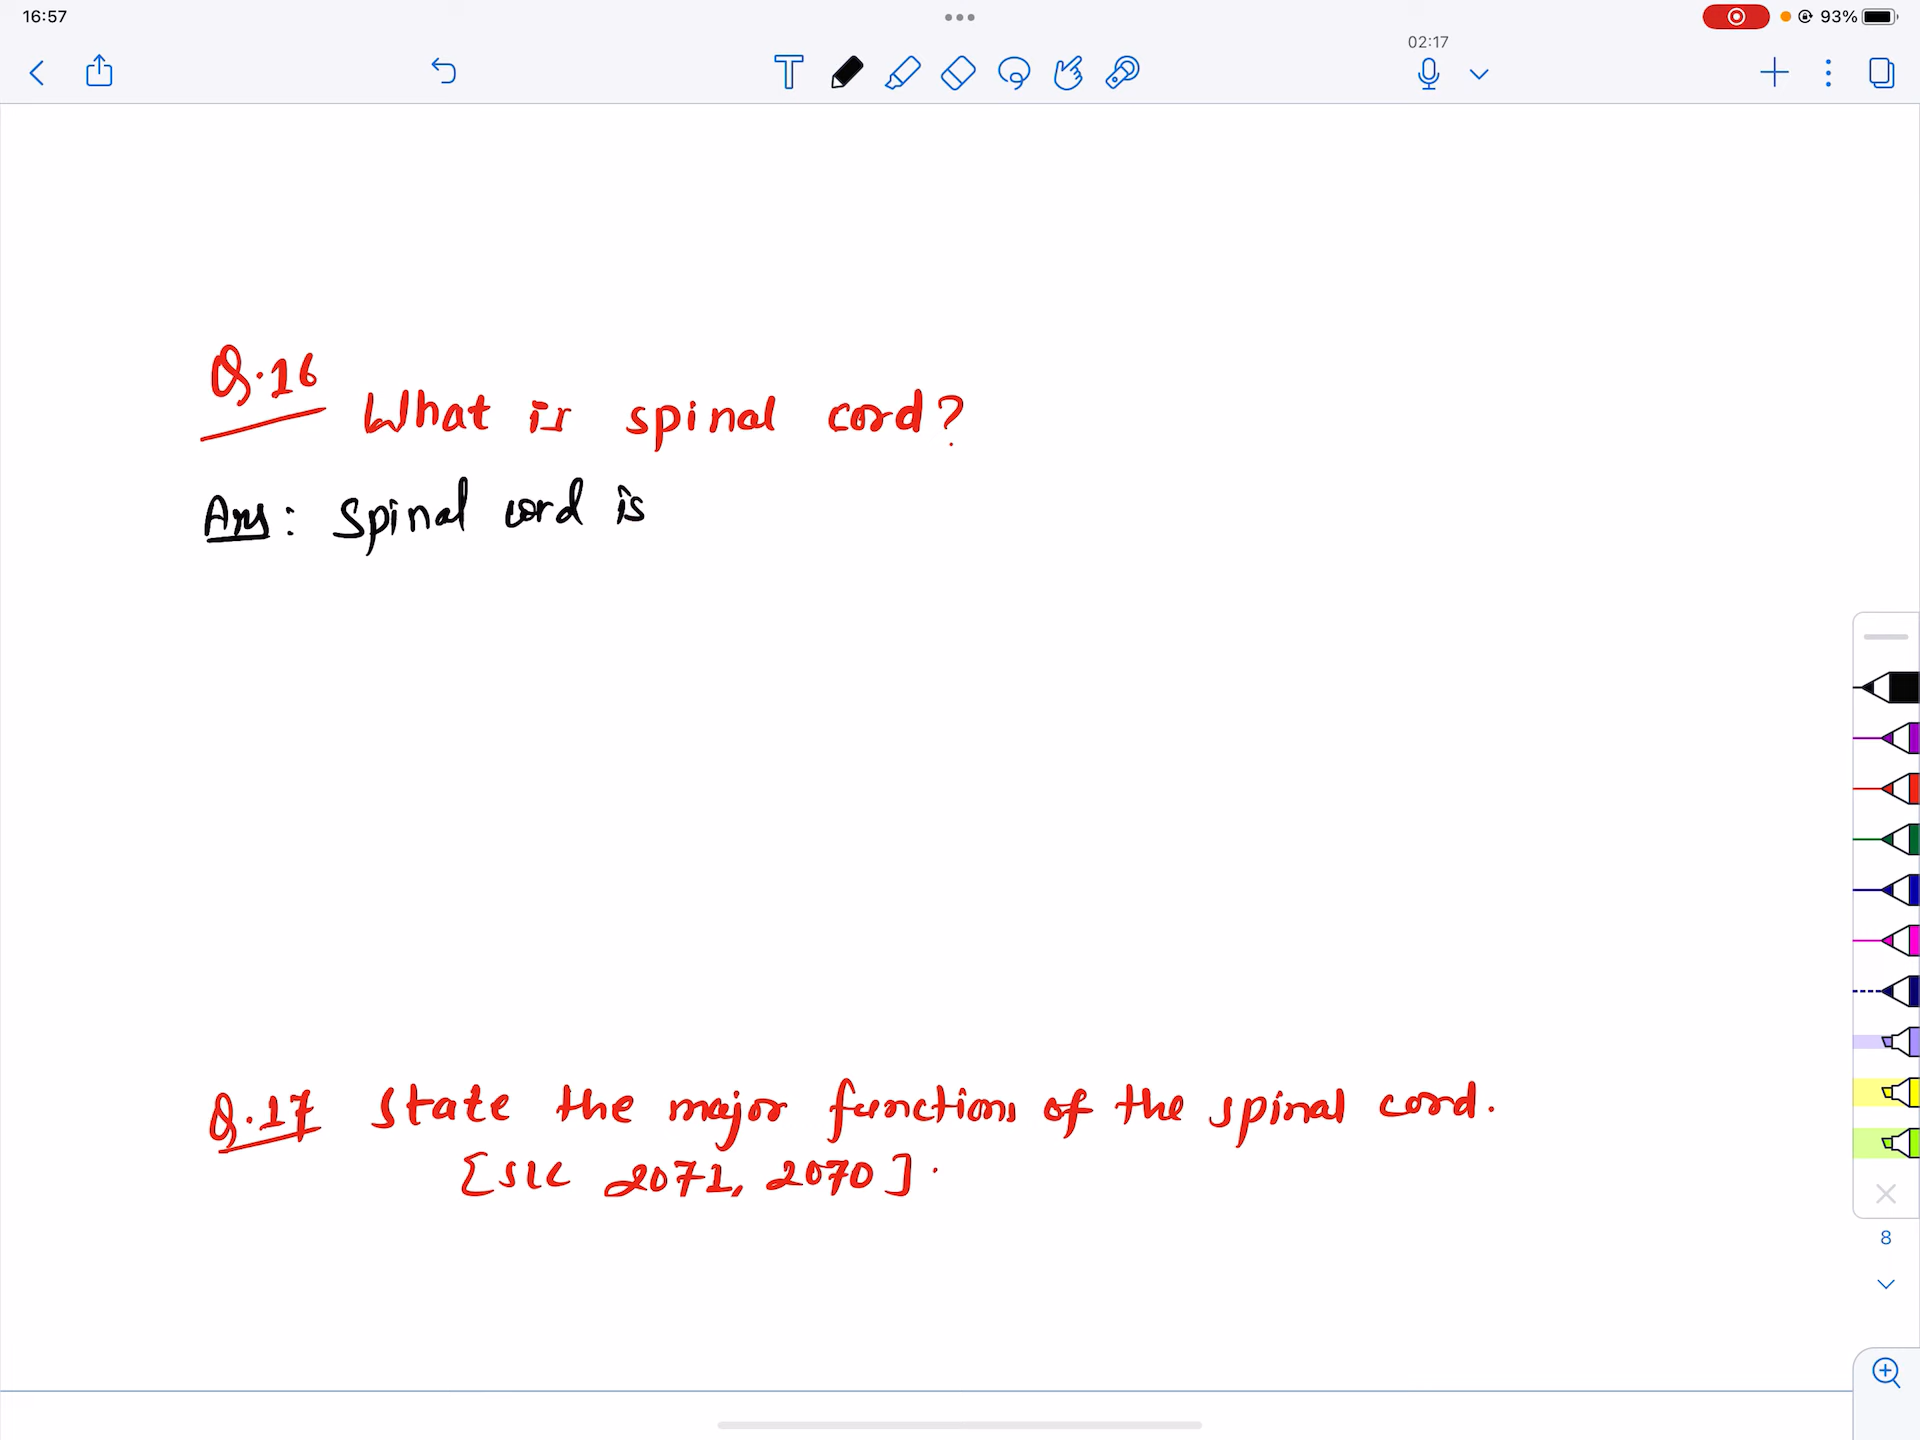 16:57
93%
02:17
T
Q.16 What is spinal cord?
Ans: Spinal cord is
Q.17 State the major functions of the spinal cord.
[SLC 2071, 2070].
8